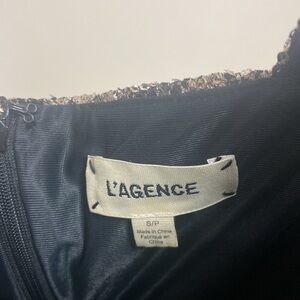 L'AGENCE
S/P
Made in China
Fabriqué en
Chine